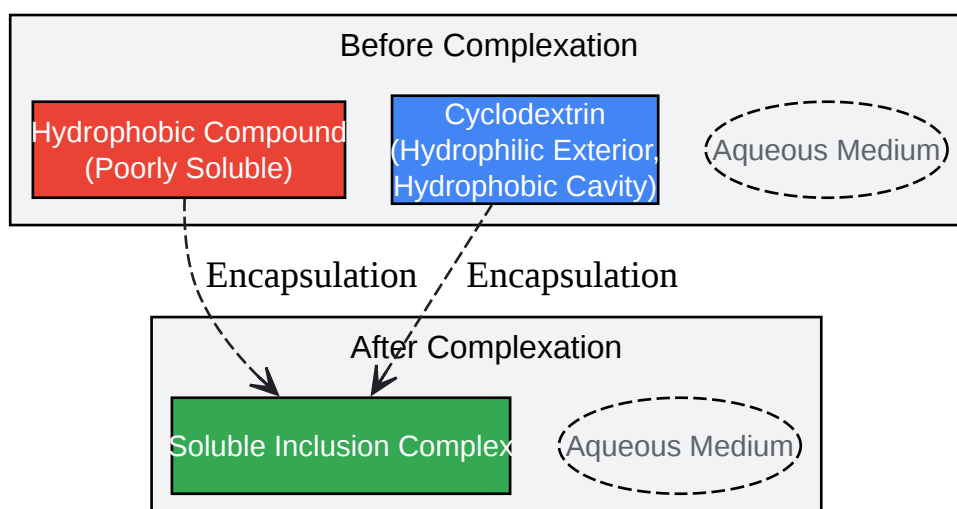 Before Complexation
Hydrophobic Compound
(Poorly Soluble)
Cyclodextrin
(Hydrophilic Exterior,
Hydrophobic Cavity)
Aqueous Medium
Encapsulation
Encapsulation
After Complexation
Soluble Inclusion Complex
Aqueous Medium